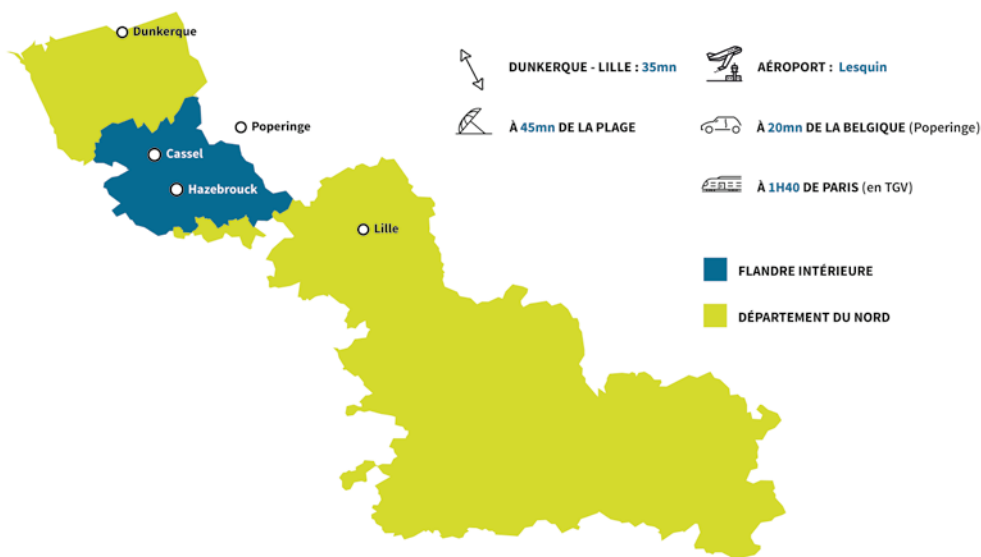 Dunkerque
Poperinge
Cassel
Hazebrouck
Lille
DUNKERQUE - LILLE : 35mn
AÉROPORT : Lesquin
À 45mn DE LA PLAGE
À 20mn DE LA BELGIQUE (Poperinge)
À 1H40 DE PARIS (en TGV)
FLANDRE INTÉRIEURE
DÉPARTEMENT DU NORD